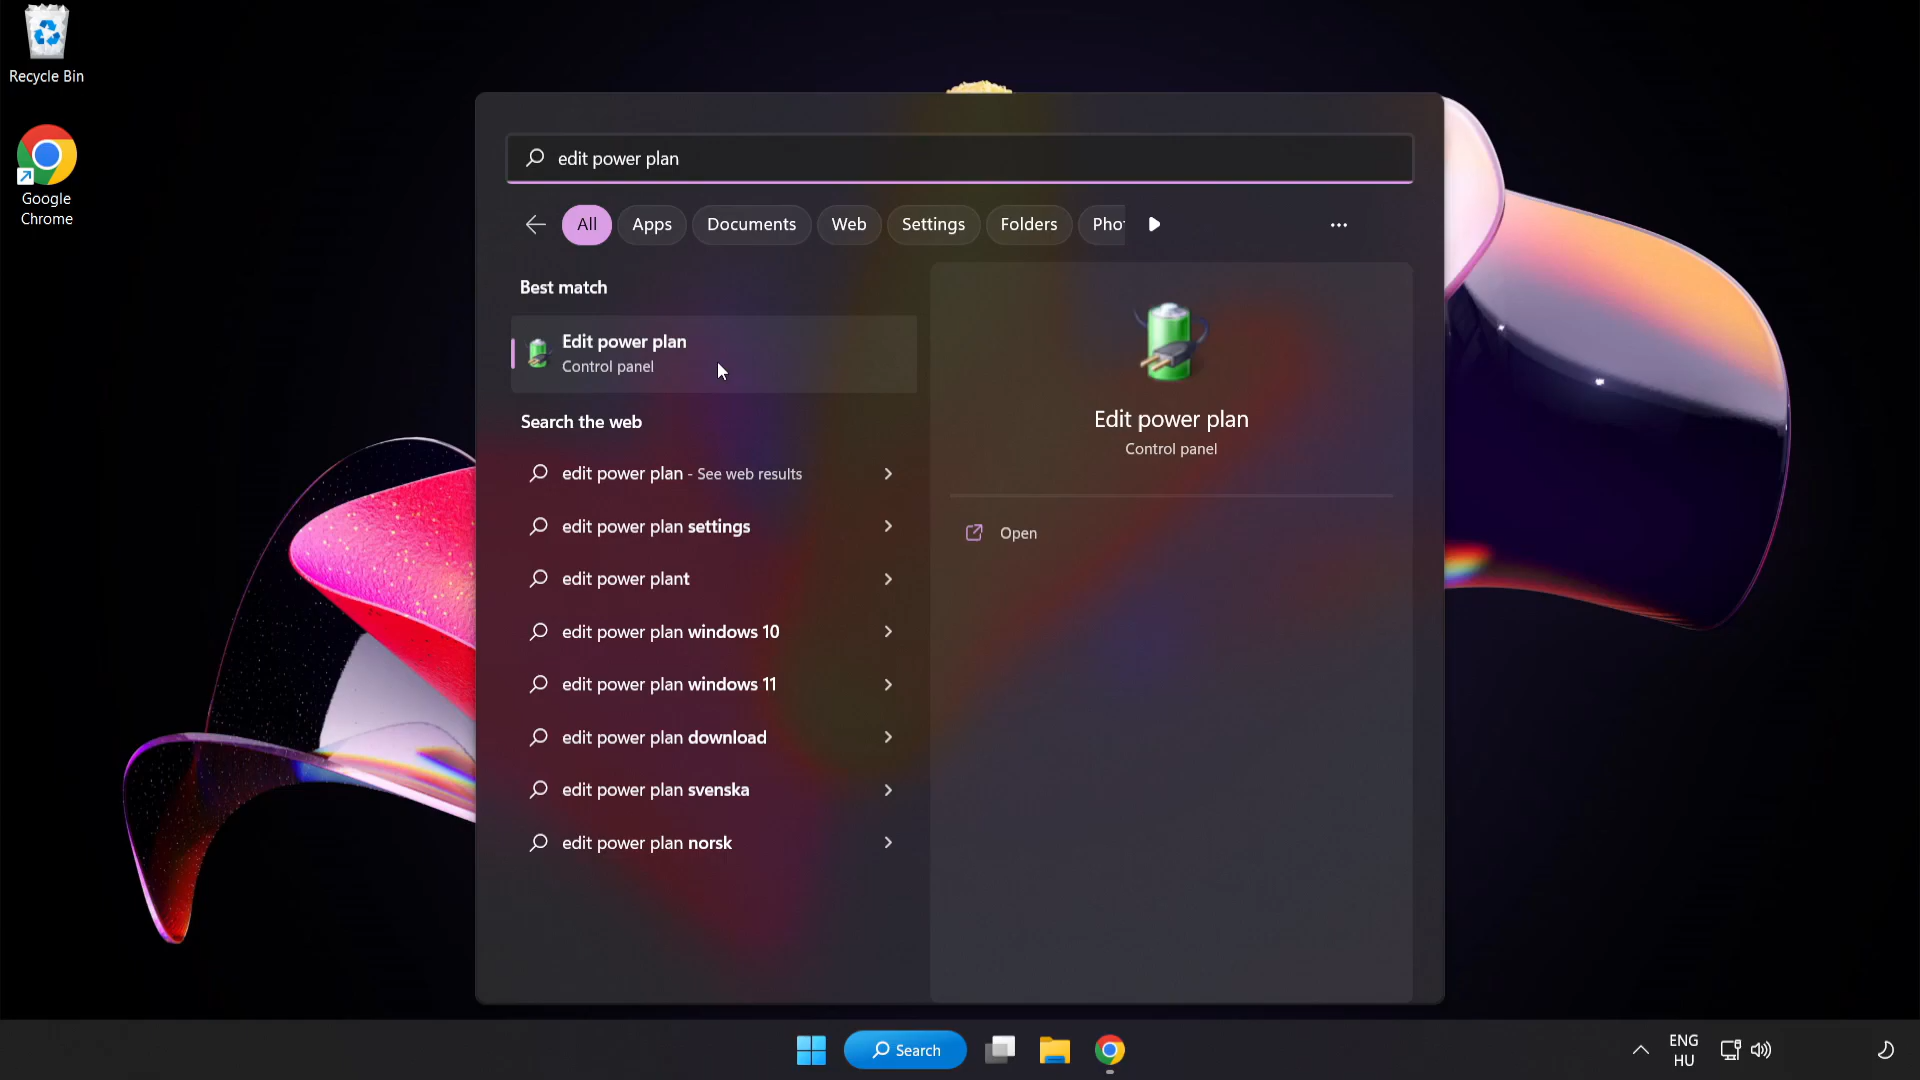 Recycle Bin
Google
Chrome
edit power plan
All
Apps
Documents
Web
Settings
Folders
Best match
Edit power plan
Control panel
Search the web
edit power plan - See web results
edit power plan settings
edit power plant
edit power plan windows 10
edit power plan windows 11
edit power plan download
edit power plan svenska
edit power plan norsk
Edit power plan
Control panel
Open
Search
ENG
HU